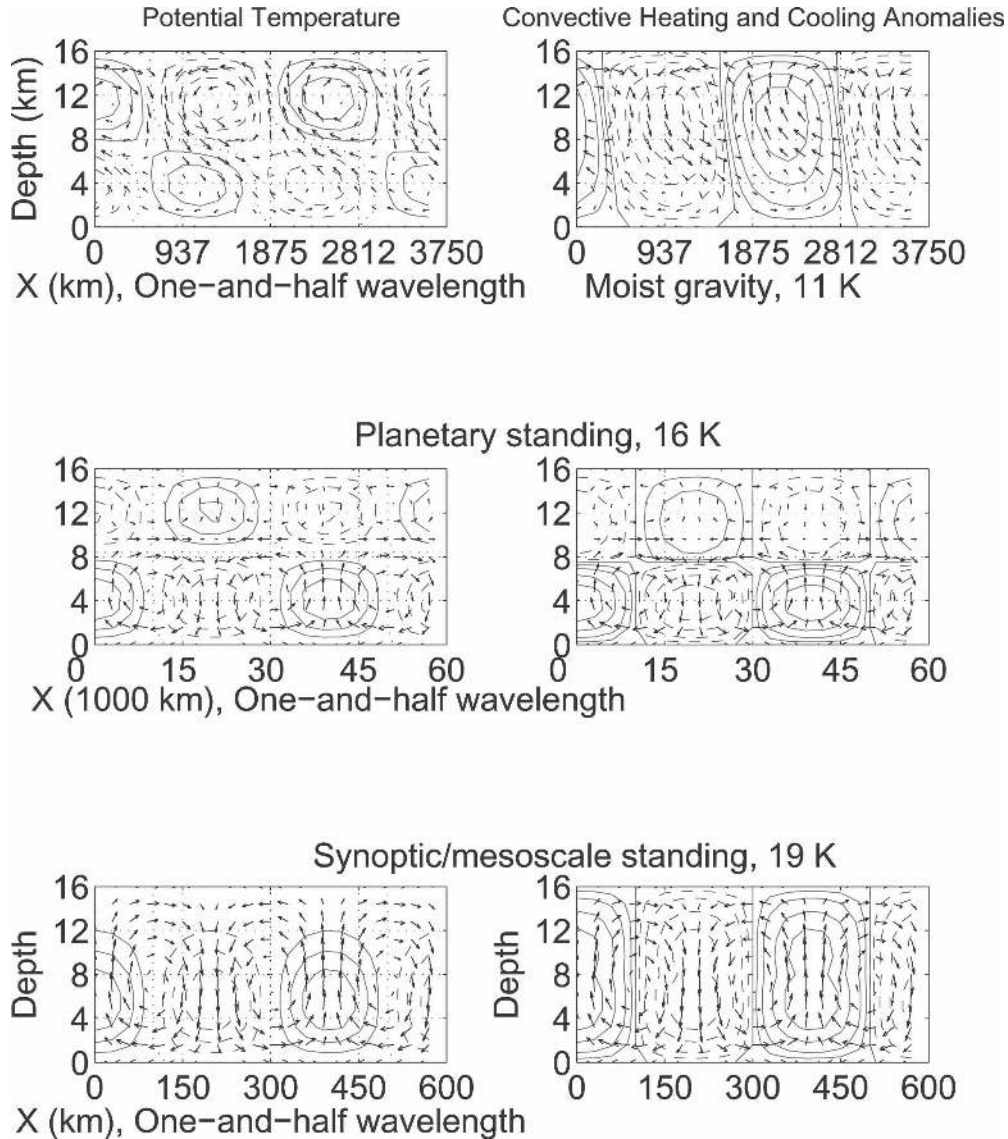 Potential Temperature
Convective Heating and Cooling Anomalies
Depth (km)
16
12
8
4
0
0 937 1875 2812 3750
X (km), One-and-half wavelength
16
12
8
4
0
0 937 1875 2812 3750
Moist gravity, 11 K
Planetary standing, 16 K
16
12
8
4
0
0 15 30 45 60
X (1000 km), One-and-half wavelength
16
12
8
4
0
0 15 30 45 60
Synoptic/mesoscale standing, 19 K
Depth
16
12
8
4
0
0 150 300 450 600
X (km), One-and-half wavelength
Depth
16
12
8
4
0
0 150 300 450 600